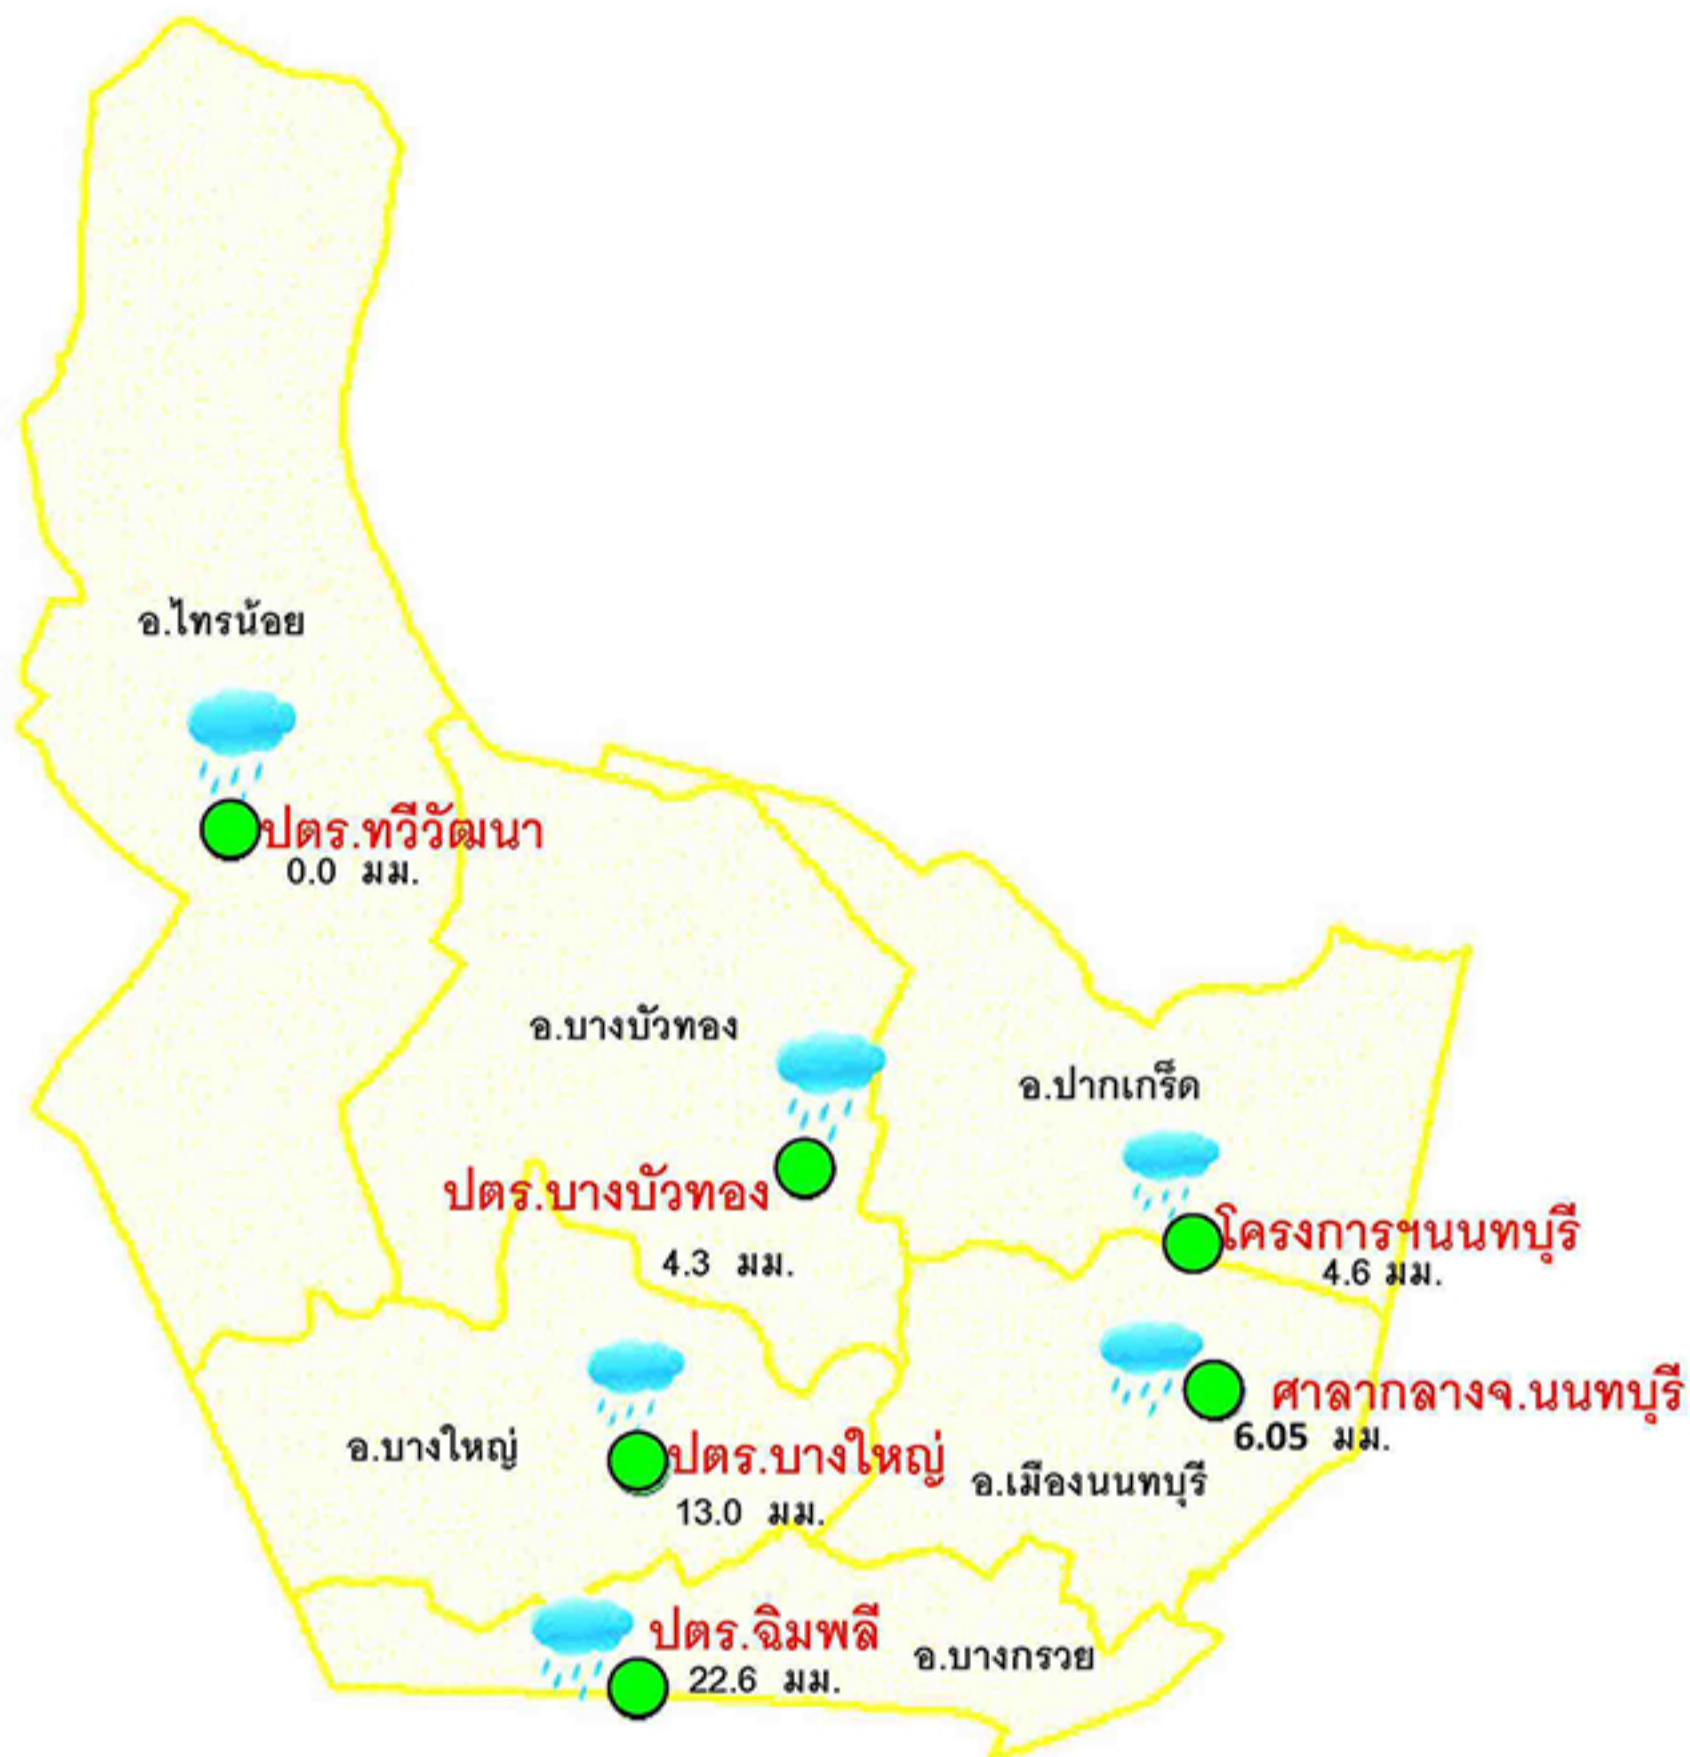 อ.ไทรน้อย
ปตร.ทวีวัฒนา
0.0 มม.
อ.บางบัวทอง
อ.ปากเกร็ด
ปตร.บางบัวทอง
4.3 มม.
โครงการฯนนทบุรี
4.6 มม.
ศาลากลางจ.นนทบุรี
6.05 มม.
อ.บางใหญ่
ปตร.บางใหญ่
13.0 มม.
อ.เมืองนนทบุรี
ปตร.ฉิมพลี
22.6 มม.
อ.บางกรวย